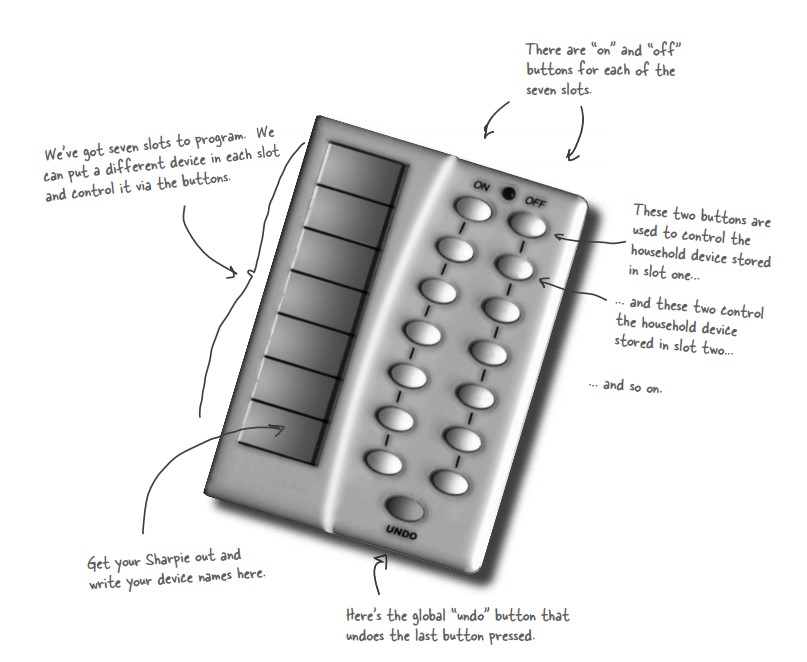 There are "on" and "off"
buttons for each of the
seven slots.
We've got seven slots to program. We
can put a different device in each slot
and control it via the buttons.
ON
OFF
These two buttons are
used to control the
household device stored
in slot one...
... and these two control
the household device
stored in slot two...
... and so on.
UNDO
Get your Sharpie out and
write your device names here.
Here's the global "undo" button that
undoes the last button pressed.